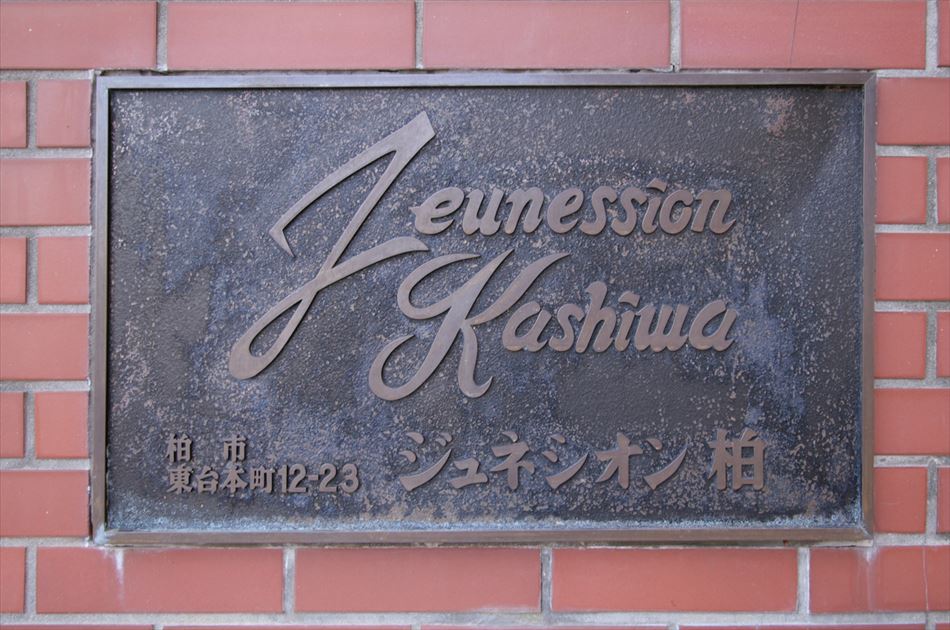 Jeunession
Kashiwa
柏市
東台本町12-23
ジュネシオン柏